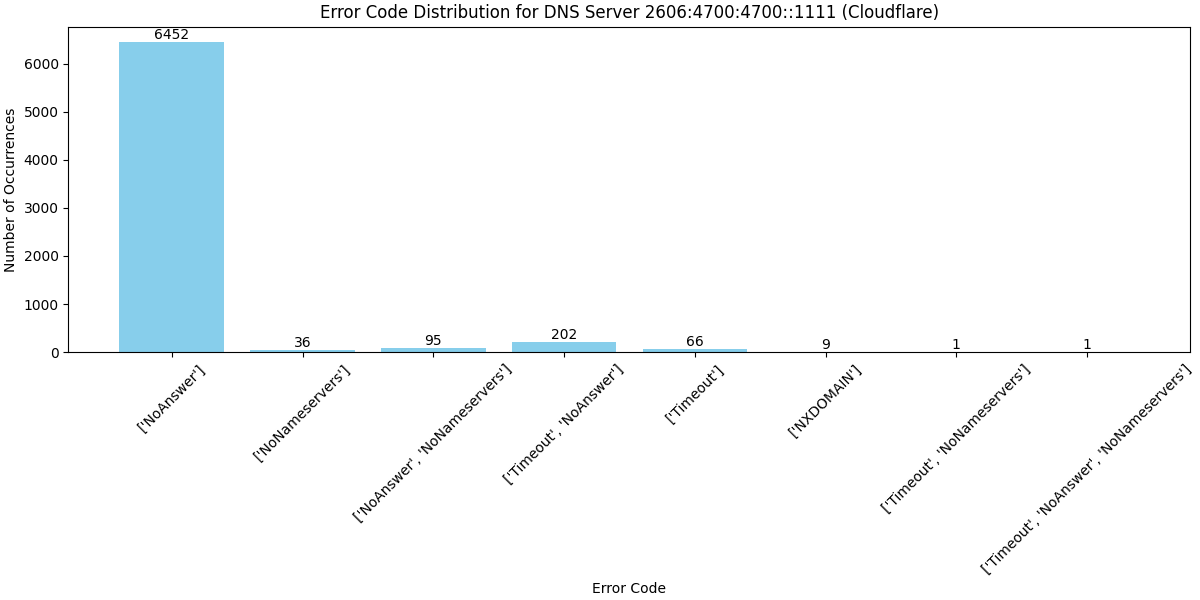 Error Code Distribution for DNS Server 2606:4700:4700::1111 (Cloudflare)
Number of Occurrences
6000
5000
4000
3000
2000
1000
0
6452
36
95
202
66
9
1
1
['NoAnswer']
['NoNameservers']
['NoAnswer', 'NoNameservers']
['Timeout', 'NoAnswer']
['Timeout']
['NXDOMAIN']
['Timeout', 'NoNameservers']
['Timeout', 'NoAnswer', 'NoNameservers']
Error Code